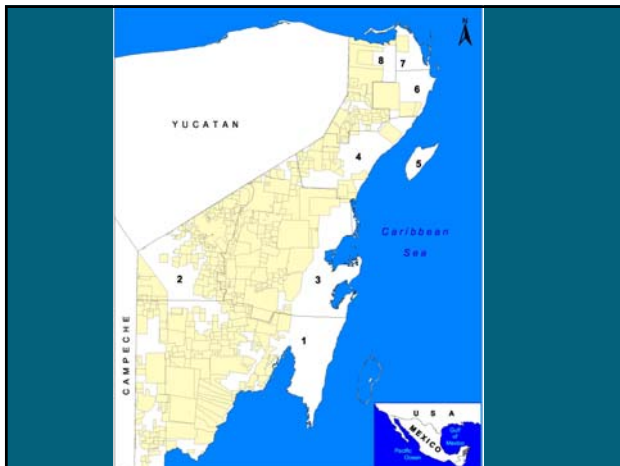 N
8
7
6
YUCATAN
4
5
Caribbean
Sea
2
3
1
CAMPECHE
USA
MEXICO
Gulf
of
Mexico
Pacific
Ocean